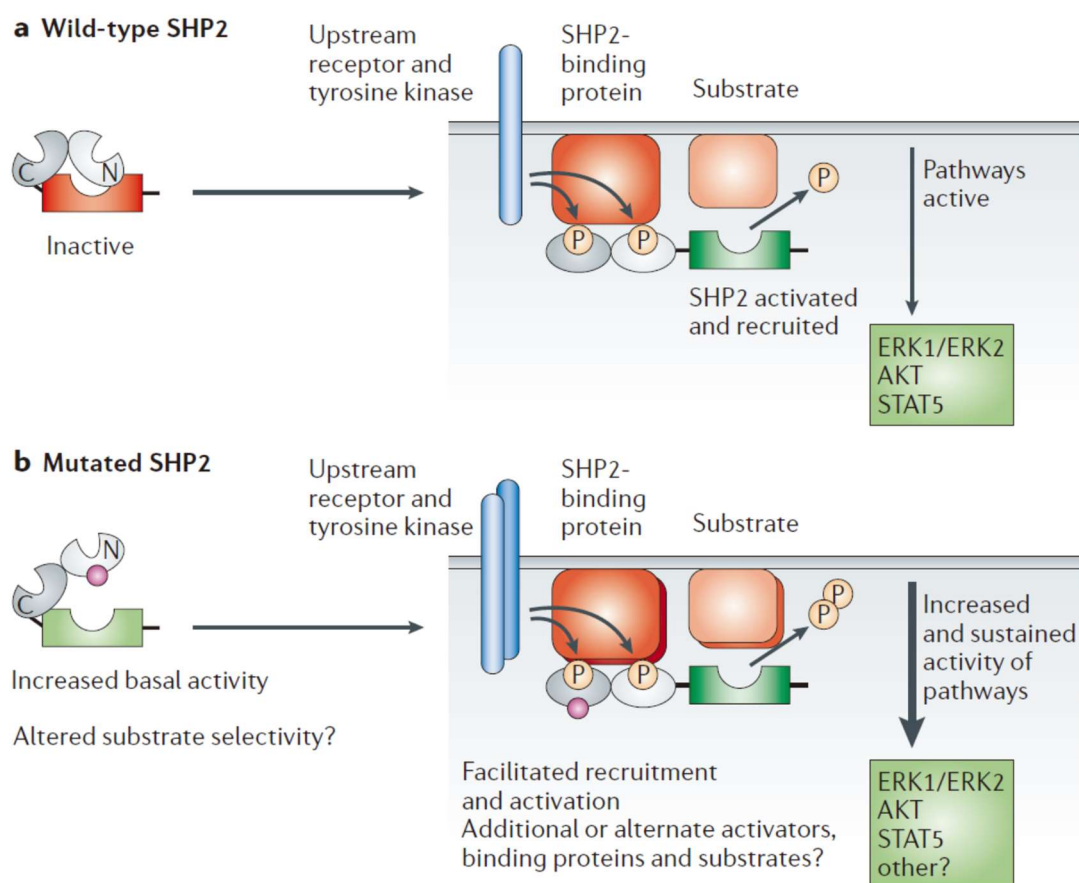 a Wild-type SHP2
Upstream
receptor and
tyrosine kinase
SHP2-
binding
protein
Substrate
C
N
Inactive
P
P
P
Pathways
active
SHP2 activated
and recruited
ERK1/ERK2
AKT
STAT5
b Mutated SHP2
Upstream
receptor and
tyrosine kinase
SHP2-
binding
protein
Substrate
N
C
Increased basal activity
Altered substrate selectivity?
P
P
P
P
Increased
and sustained
activity of
pathways
Facilitated recruitment
and activation
Additional or alternate activators,
binding proteins and substrates?
ERK1/ERK2
AKT
STAT5
other?